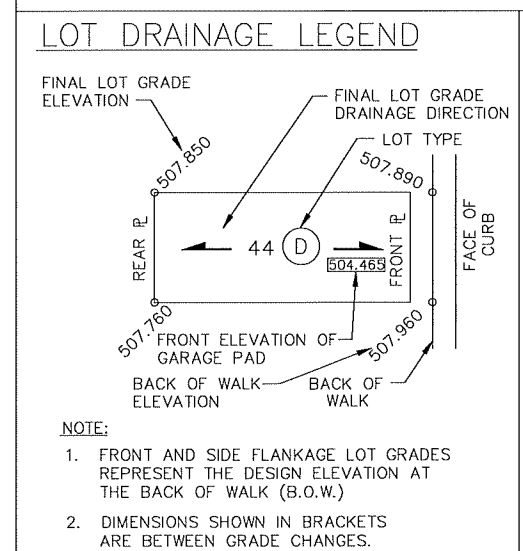 LOT DRAINAGE LEGEND
FINAL LOT GRADE
ELEVATION
FINAL LOT GRADE
DRAINAGE DIRECTION
LOT TYPE
507.850
507.890
REAR PL
44
D
504.465
FRONT PL
FACE OF
CURB
507.760
507.960
FRONT ELEVATION OF
GARAGE PAD
BACK OF WALK
ELEVATION
BACK OF
WALK
NOTE:
1. FRONT AND SIDE FLANKAGE LOT GRADES
REPRESENT THE DESIGN ELEVATION AT
THE BACK OF WALK (B.O.W.)
2. DIMENSIONS SHOWN IN BRACKETS
ARE BETWEEN GRADE CHANGES.